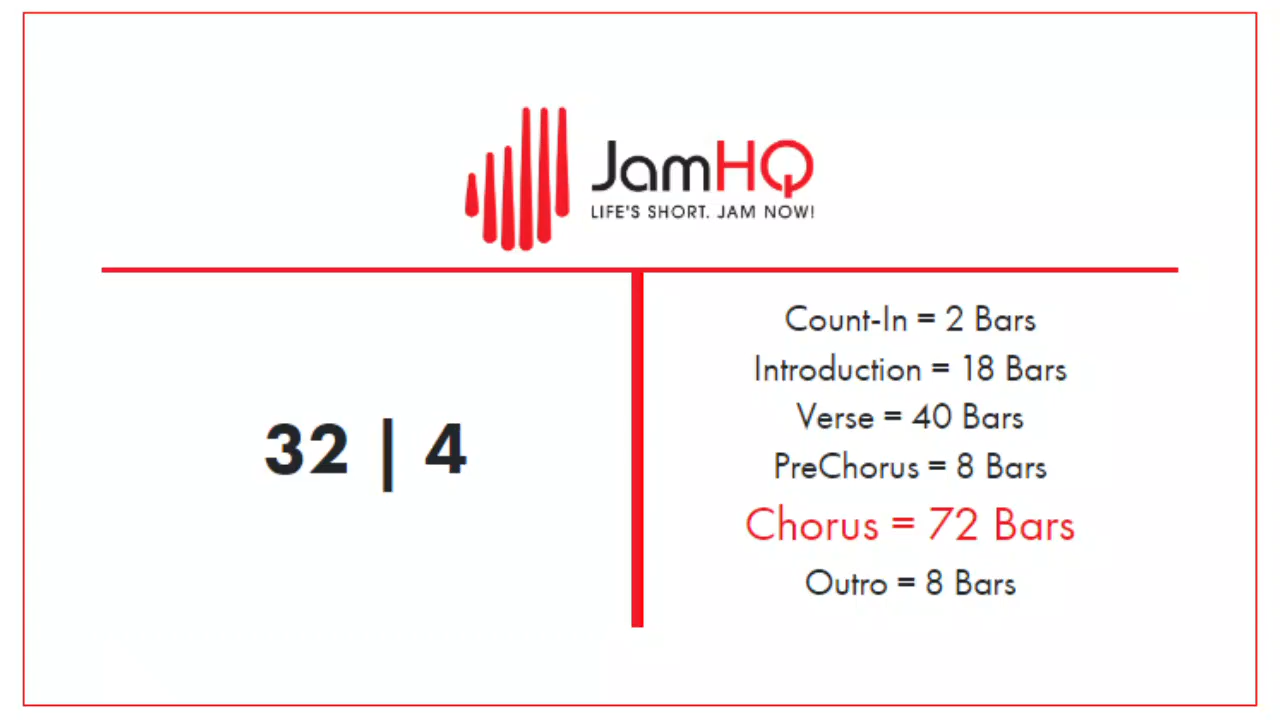 JamHQ
LIFE'S SHORT. JAM NOW!
32 | 4
Count-In = 2 Bars
Introduction = 18 Bars
Verse = 40 Bars
PreChorus = 8 Bars
Chorus = 72 Bars
Outro = 8 Bars